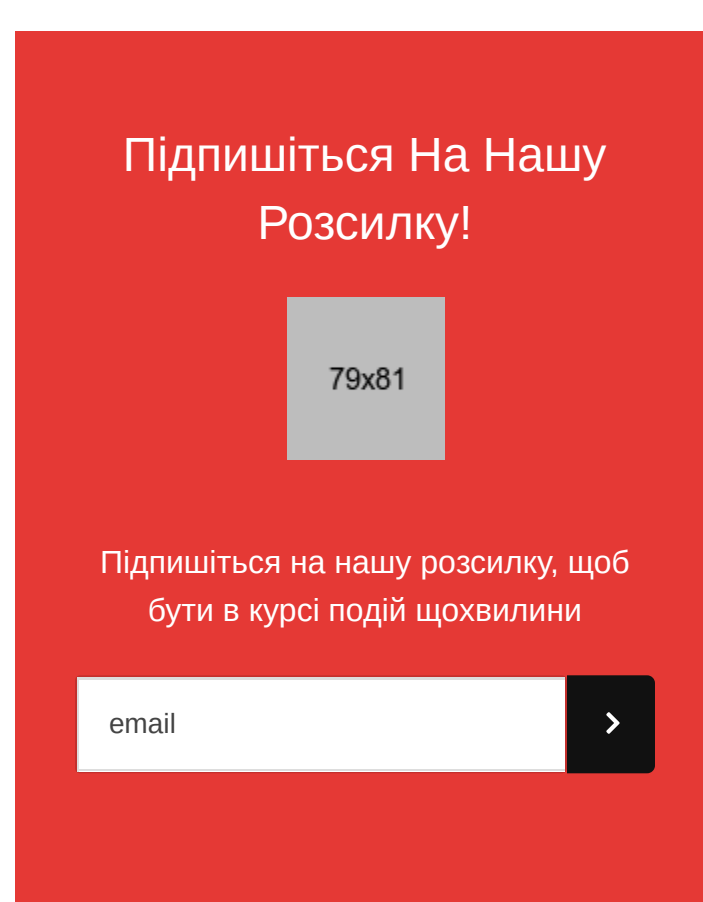 Підпишіться На Нашу
Розсилку!
79x81
Підпишіться на нашу розсилку, щоб
бути в курсі подій щохвилини
email